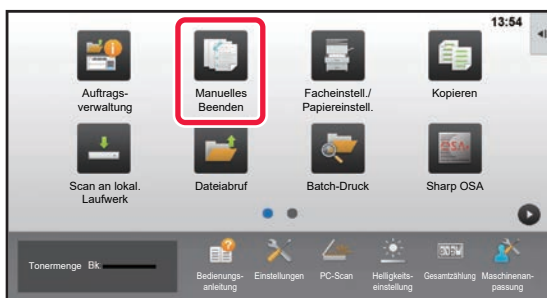 13:54
Auftrags-
verwaltung
Manuelles
Beenden
Facheinstell./
Papiereinstell.
Kopieren
OSA
Scan an lokal.
Laufwerk
Dateiabruf
Batch-Druck
Sharp OSA
Tonermenge Bk
Bedienungs-
anleitung
Einstellungen
PC-Scan
Helligkeits-
einstellung
Gesamtzählung
Maschinenan-
passung